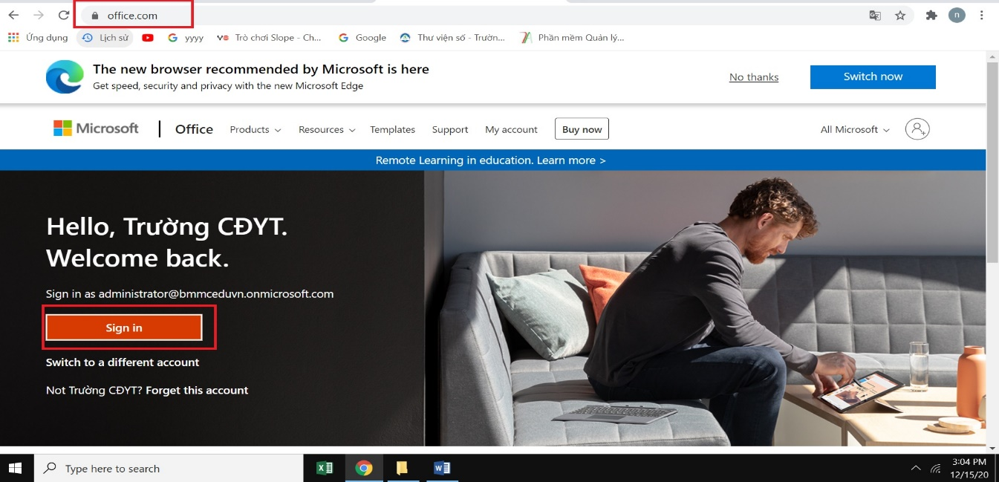 office.com
n
Ứng dụng
Lịch sử
yyyy
Trò chơi Slope - Ch...
Google
Thư viện số - Trườn...
Phần mềm Quản lý...
The new browser recommended by Microsoft is here
Get speed, security and privacy with the new Microsoft Edge
No thanks
Switch now
Microsoft
Office
Products
Resources
Templates
Support
My account
Buy now
All Microsoft
Remote Learning in education. Learn more >
Hello, Trường CĐYT.
Welcome back.
Sign in as administrator@bmmceduvn.onmicrosoft.com
Sign in
Switch to a different account
Not Trường CĐYT? Forget this account
Type here to search
3:04 PM
12/15/20